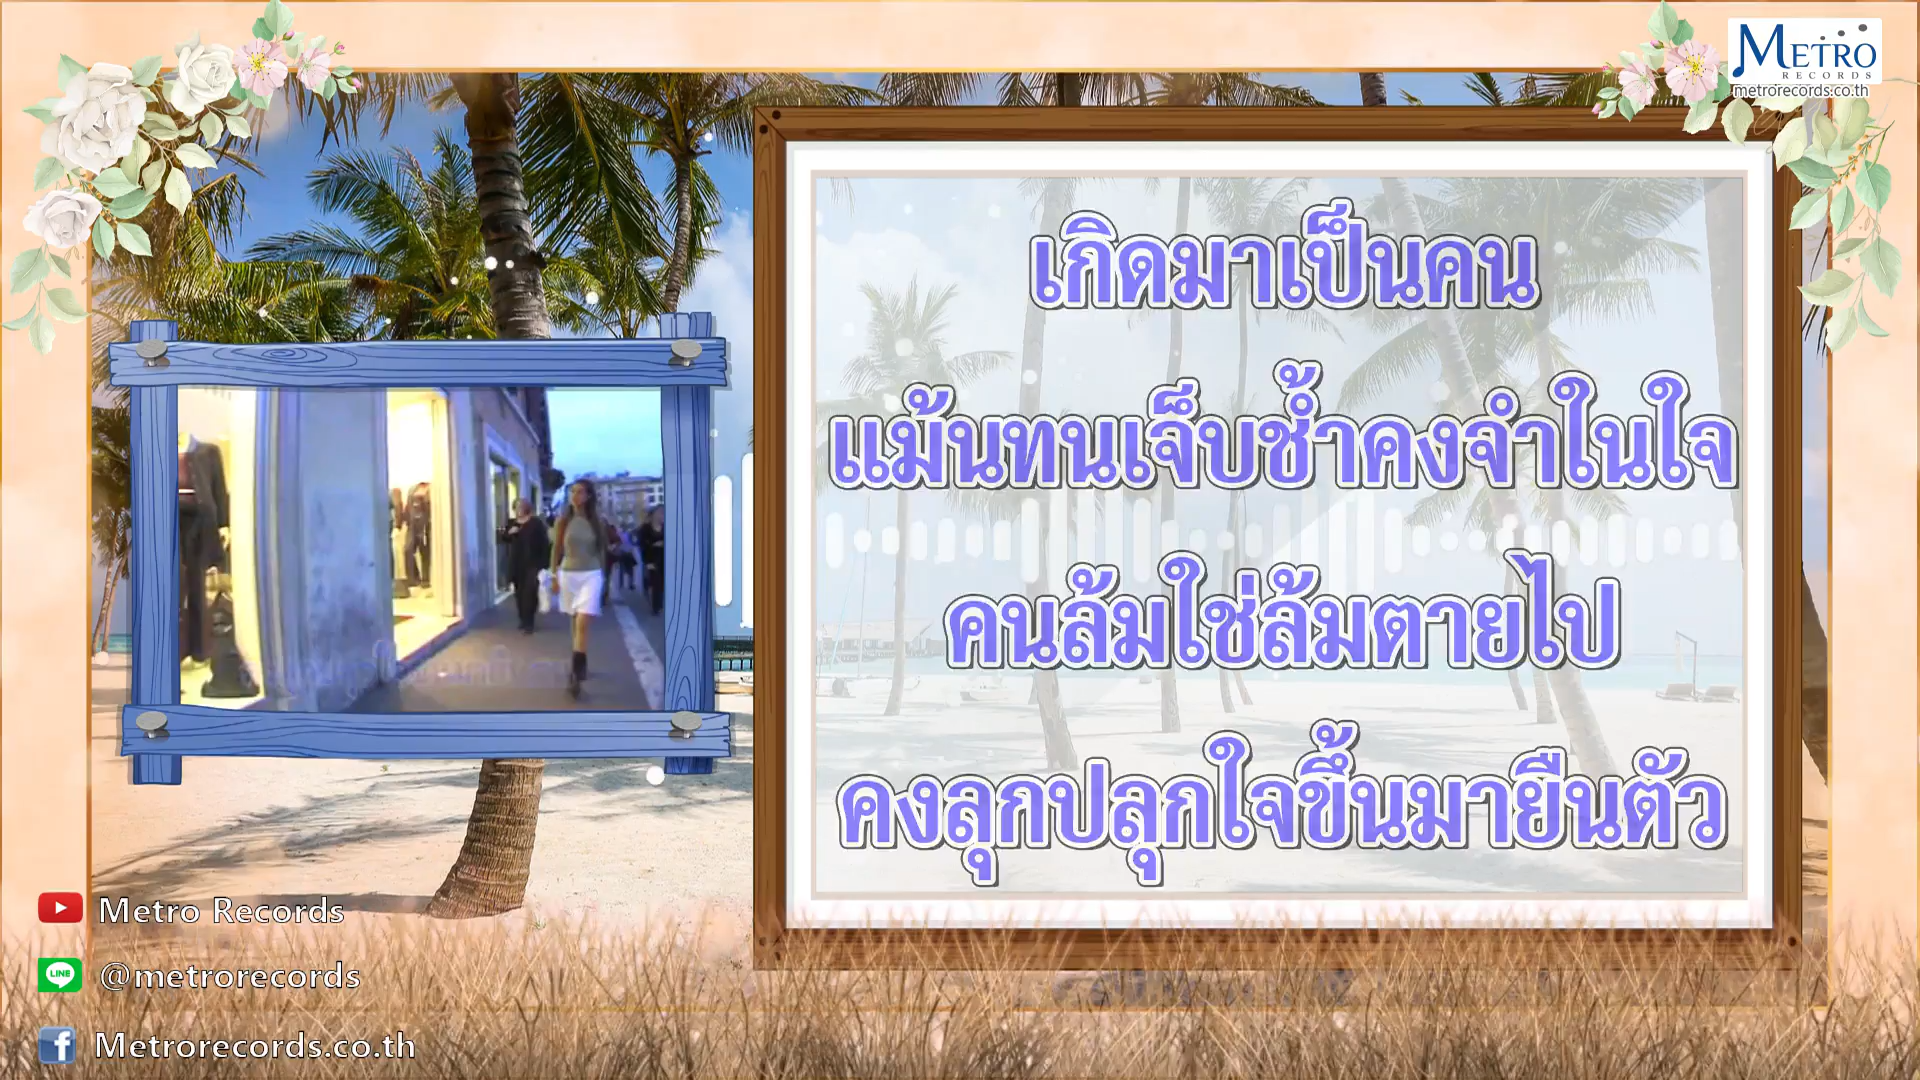 METRO
RECORDS
metrorecords.co.th
เกิดมาเป็นคน
แม้นทนเจ็บช้ำคงจำในใจ
คนล้มใช่ล้มตายไป
คงลุกปลุกใจขึ้นมายืนตัว
Metro Records
LINE
@metrorecords
Metrorecords.co.th